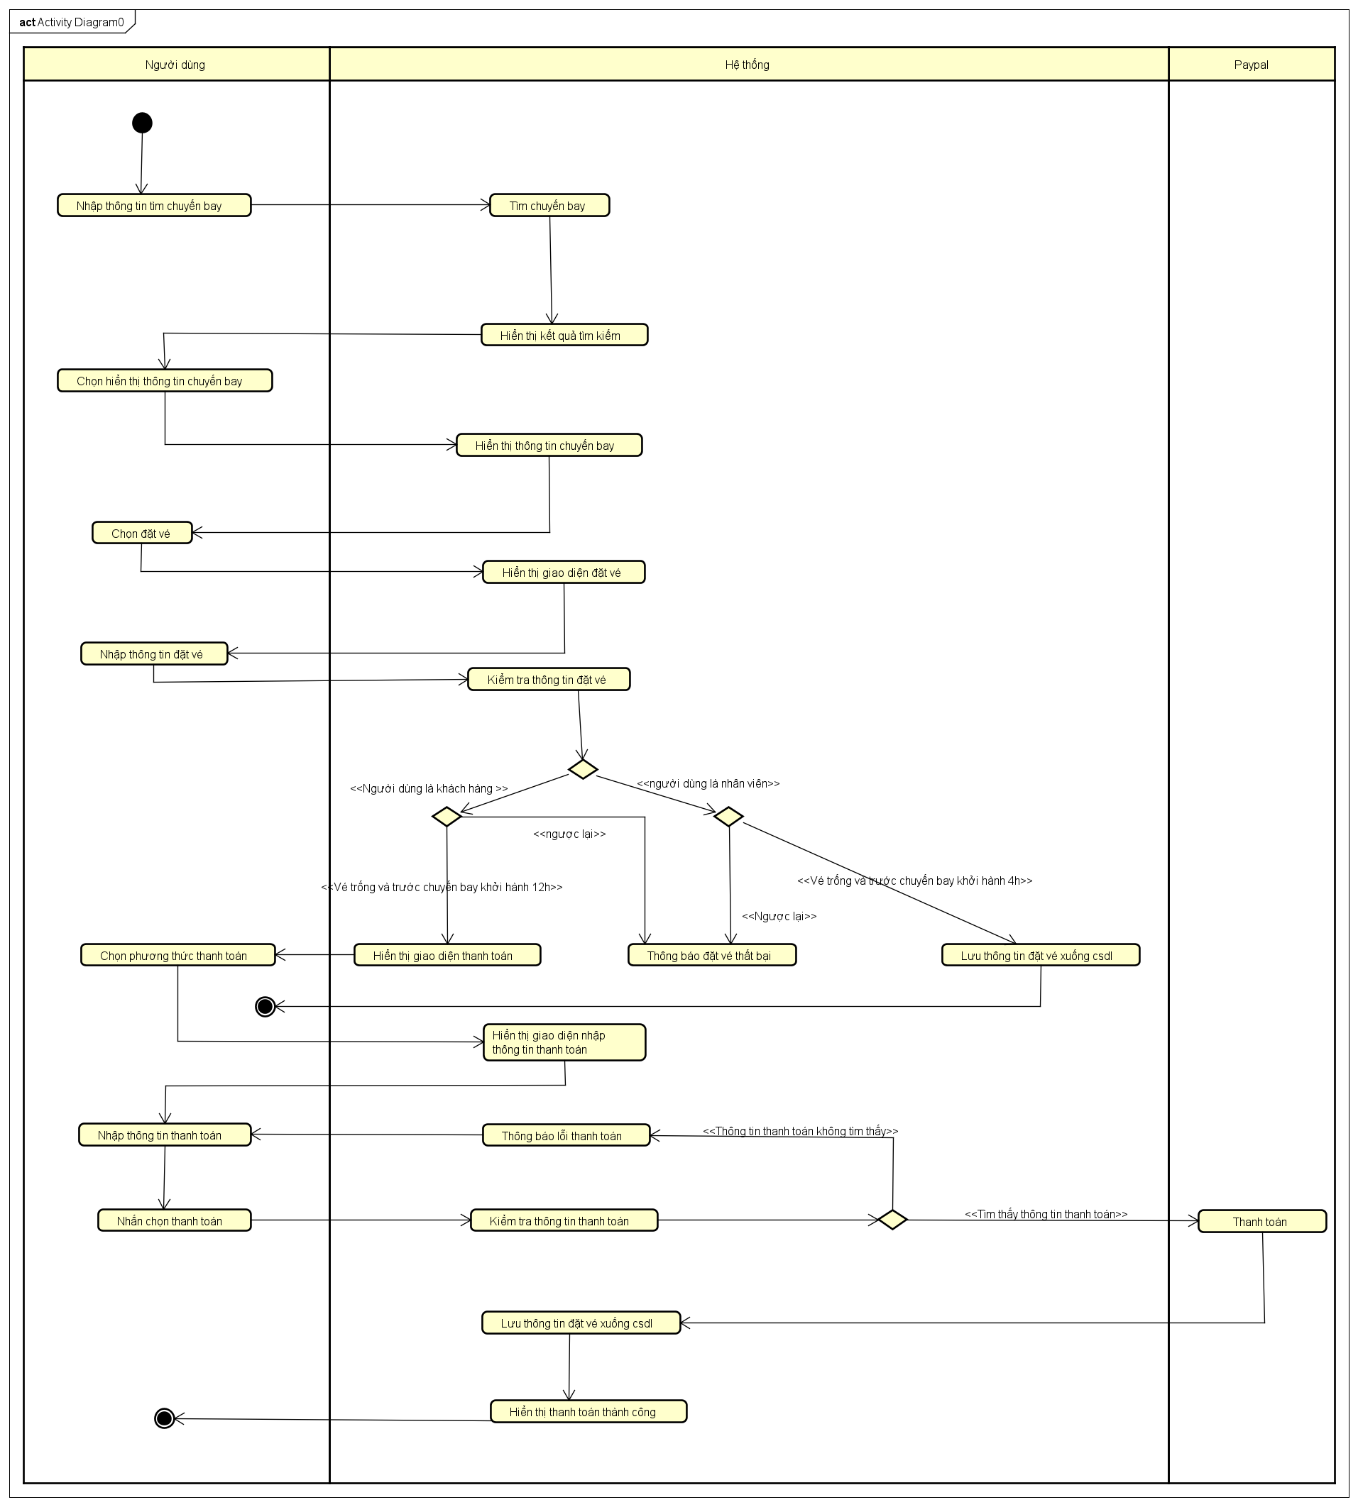 act Activity Diagram0
Người dùng
Hệ thống
Paypal
Nhập thông tin tìm chuyến bay
Tìm chuyến bay
Hiển thị kết quả tìm kiếm
Chọn hiển thị thông tin chuyến bay
Hiển thị thông tin chuyến bay
Chọn đặt vé
Hiển thị giao diện đặt vé
Nhập thông tin đặt vé
Kiểm tra thông tin đặt vé
<<Người dùng là khách hàng >>
<<người dùng là nhân viên>>
<<ngược lại>>
<<Vé trống và trước chuyến bay khởi hành 12h>>
<<Vé trống và trước chuyến bay khởi hành 4h>>
<<Ngược lại>>
Chọn phương thức thanh toán
Hiển thị giao diện thanh toán
Thông báo đặt vé thất bại
Lưu thông tin đặt vé xuống csdl
Hiển thị giao diện nhập
thông tin thanh toán
Nhập thông tin thanh toán
Thông báo lỗi thanh toán
<<Thông tin thanh toán không tìm thấy>>
Nhấn chọn thanh toán
Kiểm tra thông tin thanh toán
<<Tìm thấy thông tin thanh toán>>
Thanh toán
Lưu thông tin đặt vé xuống csdl
Hiển thị thanh toán thành công